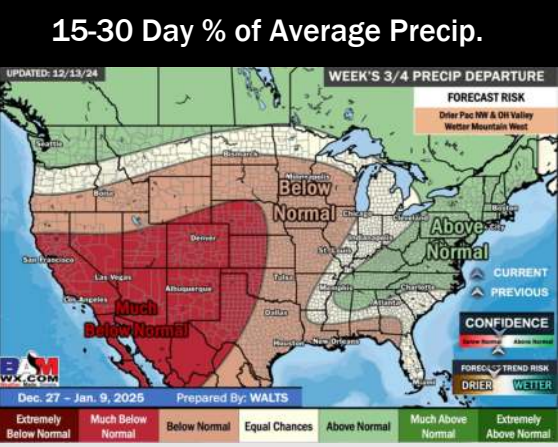 15-30 Day % of Average Precip.
UPDATED: 12/13/24
WEEK'S 3/4 PRECIP DEPARTURE
FORECAST RISK
Drier Pac NW & OH Valley
Wetter Mountain West
Seattle
Bismarck
Minneapolis
Boise
Below
Normal
Chicago
Cleveland
Boston
Above
Normal
City
Denver
Indianapolis
St. Louis
San Francisco
Las Vegas
Albuquerque
Tulsa
Memphis
Charlotte
Los Angeles
Atlanta
Much
Below Normal
Dallas
Houston
New Orleans
Miami
CURRENT
PREVIOUS
CONFIDENCE
Below Normal
Above Normal
FORECAST TREND RISK
DRIER
WETTER
BAM
WX.COM
Dec. 27 – Jan. 9, 2025
Prepared By: WALTS
Extremely
Below Normal
Much Below
Normal
Below Normal
Equal Chances
Above Normal
Much Above
Normal
Extremely
Above Normal